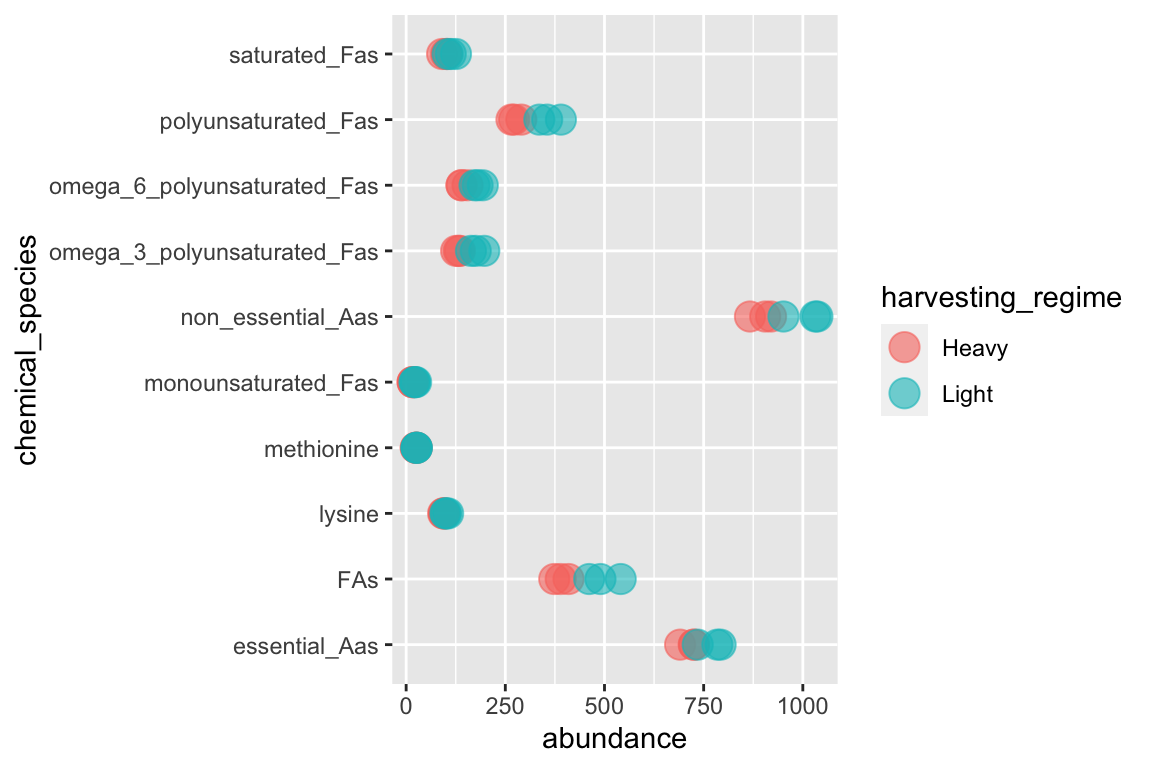 chemical_species
saturated_Fas
polyunsaturated_Fas
omega_6_polyunsaturated_Fas
omega_3_polyunsaturated_Fas
non_essential_Aas
monounsaturated_Fas
methionine
lysine
FAs
essential_Aas
0 250 500 750 1000
abundance
harvesting_regime
Heavy
Light